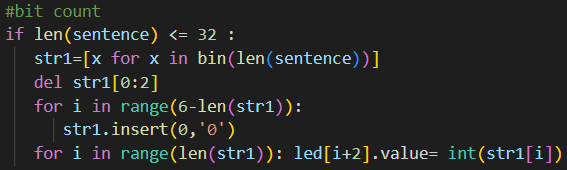 #bit count
if len(sentence) <= 32 :
str1=[x for x in bin(len(sentence))]
del str1[0:2]
for i in range(6-len(str1)):
str1.insert(0,'0')
for i in range(len(str1)): led[i+2].value= int(str1[i])